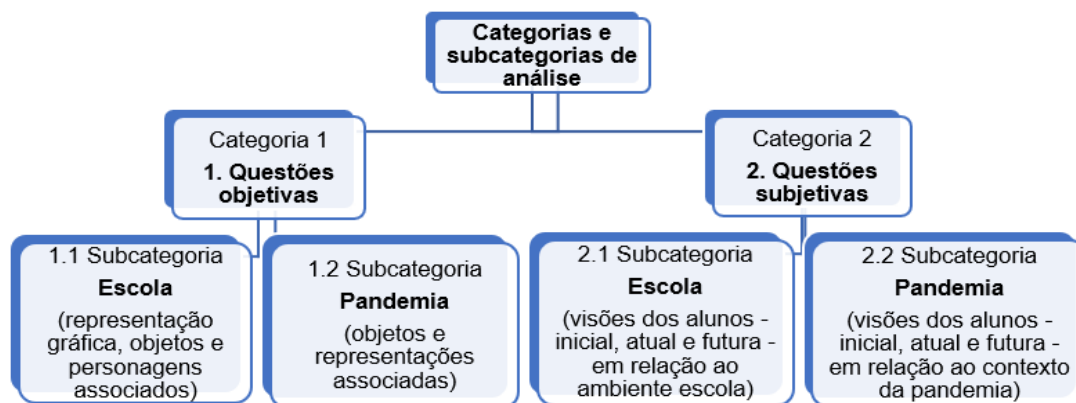 Categorias e
subcategorias de
análise
Categoria 1
1. Questões
objetivas
Categoria 2
2. Questões
subjetivas
1.1 Subcategoria
Escola
(representação
gráfica, objetos e
personagens
associados)
1.2 Subcategoria
Pandemia
(objetos e
representações
associadas)
2.1 Subcategoria
Escola
(visões dos alunos -
inicial, atual e futura -
em relação ao
ambiente escola)
2.2 Subcategoria
Pandemia
(visões dos alunos -
inicial, atual e futura -
em relação ao contexto
da pandemia)